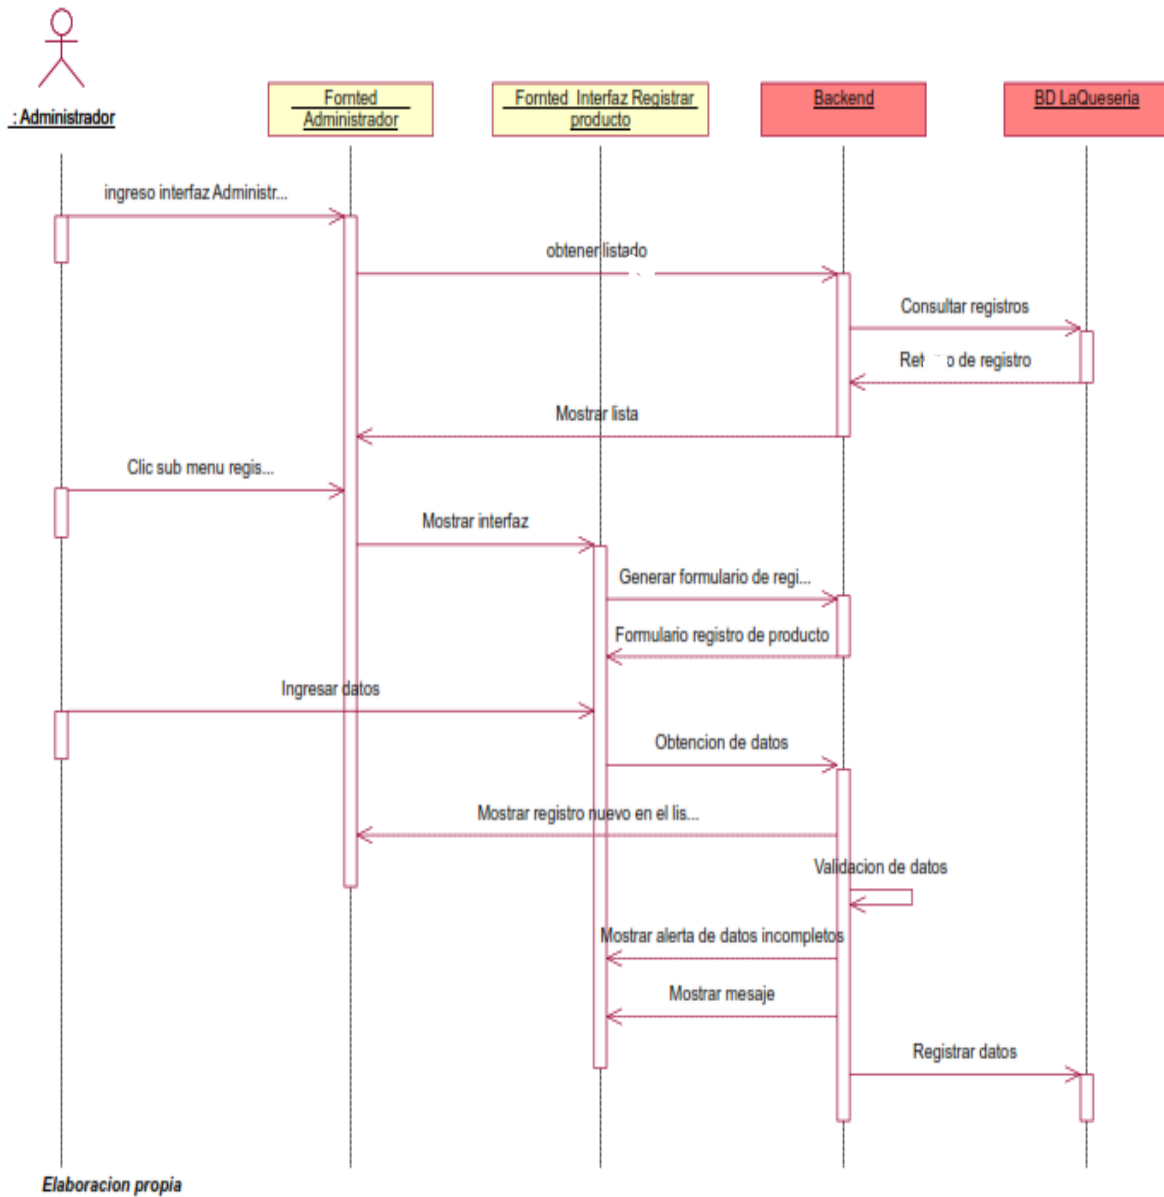 : Administrador
Fornted
Administrador
Fornted Interfaz Registrar
producto
Backend
BD LaQueseria
ingreso interfaz Administr...
obtener listado
Consultar registros
de registro
Mostrar lista
Clic sub menu regis...
Mostrar interfaz
Generar formulario de regi...
Formulario registro de producto
Ingresar datos
Obtencion de datos
Mostrar registro nuevo en el lis...
Validacion de datos
Mostrar alerta de datos incompletos
Mostrar mesaje
Registrar datos
Elaboracion propia